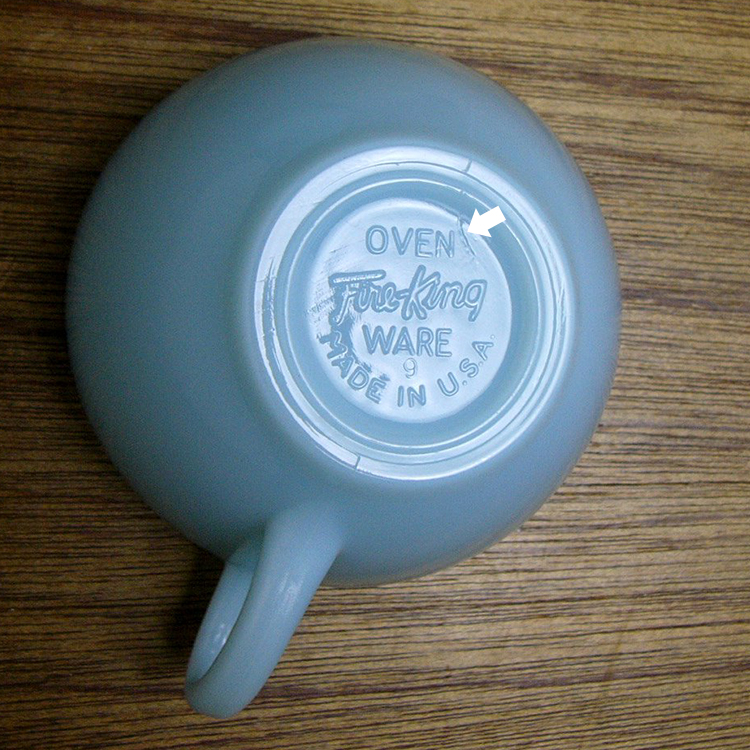 OVEN
Fire-King
WARE
9
MADE IN U.S.A.